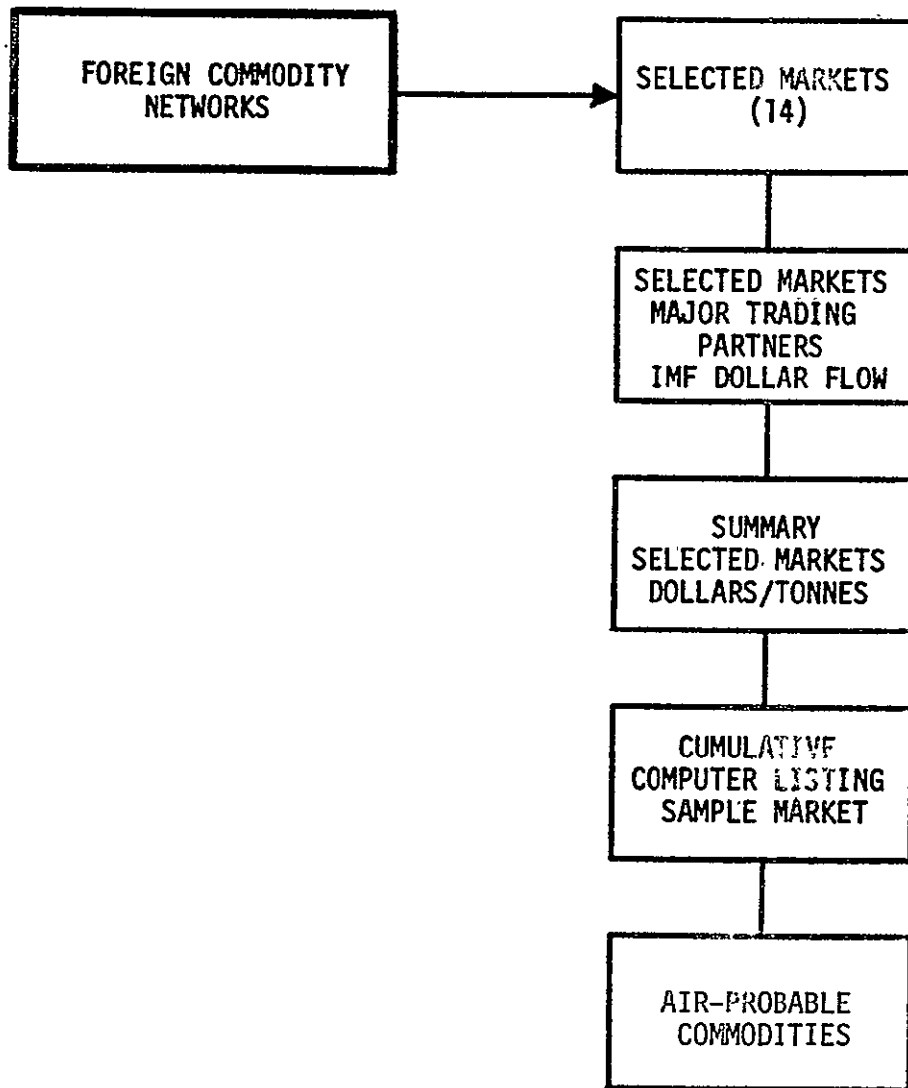 FOREIGN COMMODITY
NETWORKS
SELECTED MARKETS
(14)
SELECTED MARKETS
MAJOR TRADING
PARTNERS
IMF DOLLAR FLOW
SUMMARY
SELECTED MARKETS
DOLLARS/TONNES
CUMULATIVE
COMPUTER LISTING
SAMPLE MARKET
AIR-PROBABLE
COMMODITIES